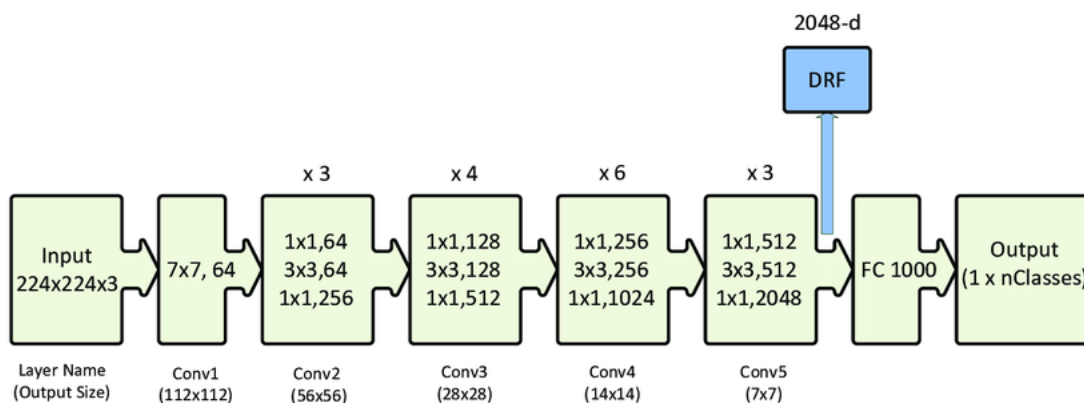 2048-d
DRF
x 3
x 4
x 6
x 3
Input
224x224x3
7x7, 64
1x1,64
3x3,64
1x1,256
1x1,128
3x3,128
1x1,512
1x1,256
3x3,256
1x1,1024
1x1,512
3x3,512
1x1,2048
FC 1000
Output
(1 x nClasses)
Layer Name
(Output Size)
Conv1
(112x112)
Conv2
(56x56)
Conv3
(28x28)
Conv4
(14x14)
Conv5
(7x7)